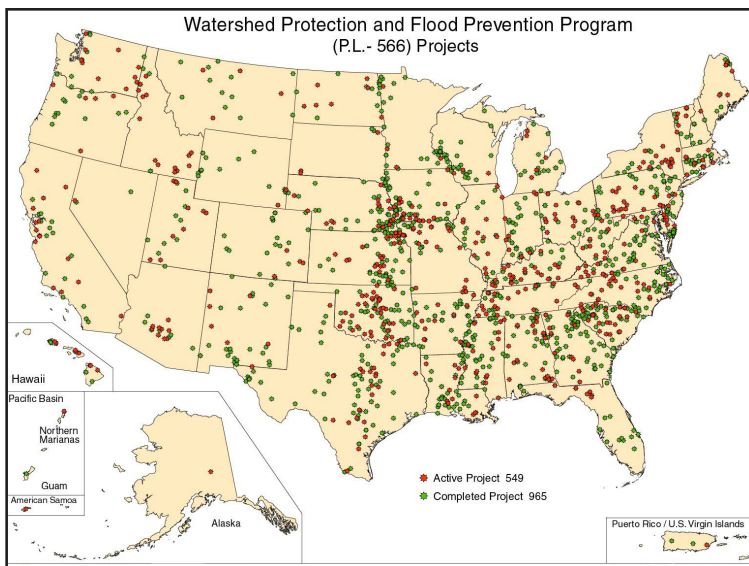 Watershed Protection and Flood Prevention Program
(P.L.- 566) Projects
Hawaii
Pacific Basin
Northern
Marianas
Guam
American Samoa
Alaska
Active Project 549
Completed Project 965
Puerto Rico / U.S. Virgin Islands